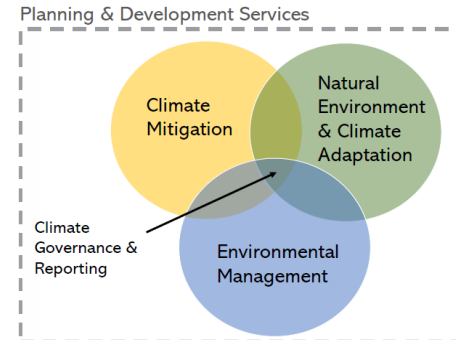 Planning & Development Services
Climate
Mitigation
Natural
Environment
& Climate
Adaptation
Climate
Governance &
Reporting
Environmental
Management